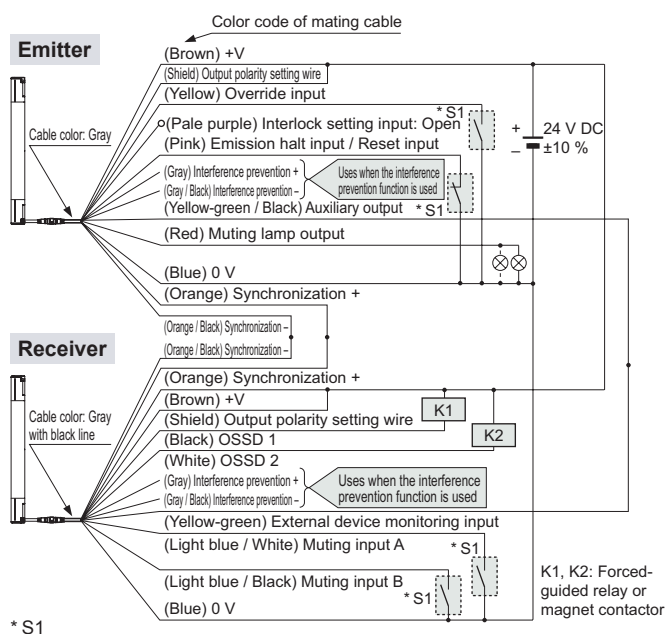 Color code of mating cable
Emitter
(Brown) +V
(Shield) Output polarity setting wire
(Yellow) Override input
* S1
(Pale purple) Interlock setting input: Open
+
24 V DC
Cable color: Gray
(Pink) Emission halt input / Reset input
–
±10 %
(Gray) Interference prevention +
Uses when the interference
(Gray / Black) Interference prevention –
prevention function is used
(Yellow-green / Black) Auxiliary output
* S1
(Red) Muting lamp output
(Blue) 0 V
(Orange) Synchronization +
(Orange / Black) Synchronization –
Receiver
(Orange / Black) Synchronization –
(Orange) Synchronization +
(Brown) +V
Cable color: Gray
with black line
(Shield) Output polarity setting wire
K1
(Black) OSSD 1
K2
(White) OSSD 2
(Gray) Interference prevention +
Uses when the interference
(Gray / Black) Interference prevention –
prevention function is used
(Yellow-green) External device monitoring input
(Light blue / White) Muting input A
* S1
(Light blue / Black) Muting input B
* S1
K1, K2: Forced-
guided relay or
magnet contactor
(Blue) 0 V
* S1